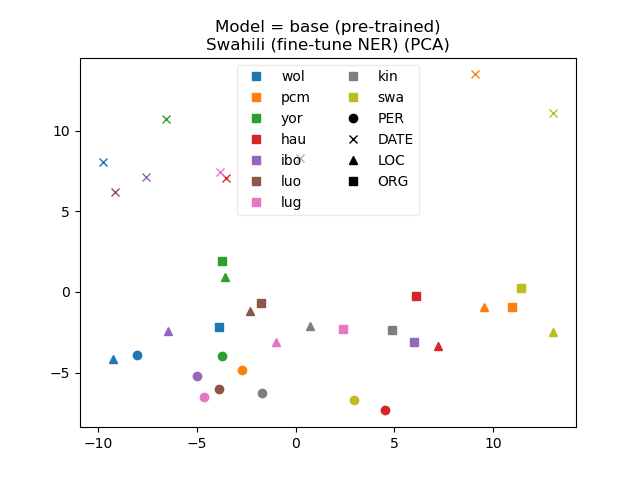 Model = base (pre-trained)
Swahili (fine-tune NER) (PCA)
wol kin
pcm swa
yor PER
hau DATE
ibo LOC
luo ORG
lug
10
5
0
−5
−10 −5 0 5 10